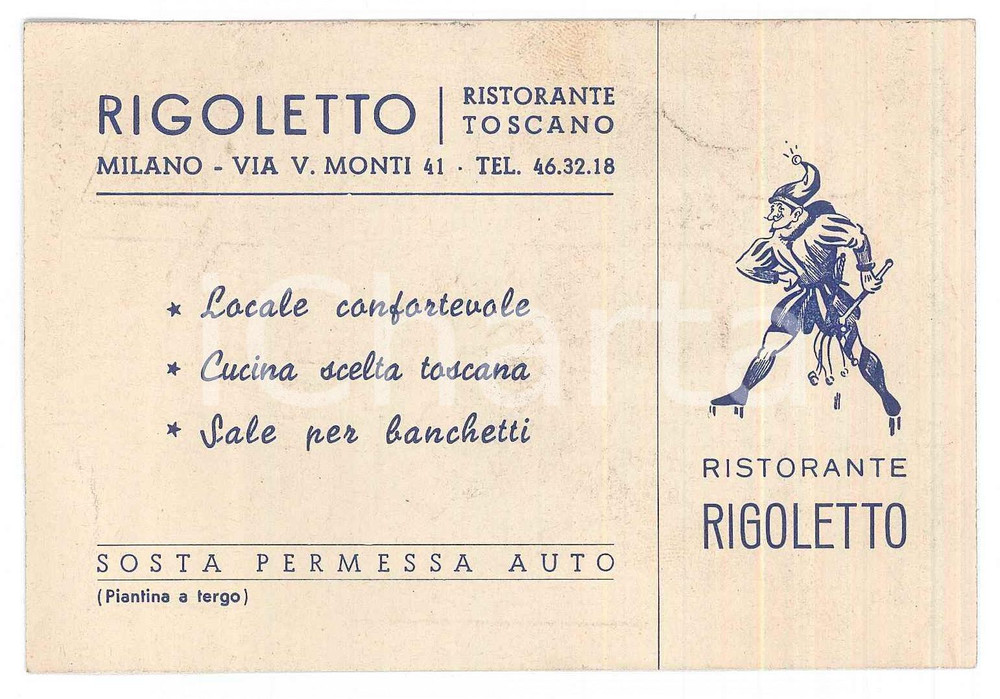 RIGOLETTO
RISTORANTE
TOSCANO
MILANO - VIA V. MONTI 41 · TEL. 46.32.18
★ Locale confortevole
★ Cucina scelta toscana
★ Sale per banchetti
SOSTA PERMESSA AUTO
(Piantina a tergo)
RISTORANTE
RIGOLETTO
iCharta